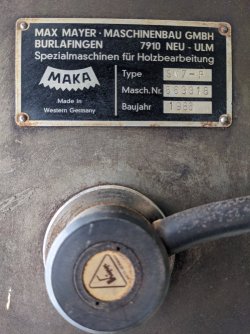 MAX MAYER · MASCHINENBAU GMBH
BURLAFINGEN 7910 NEU - ULM
Spezialmaschinen für Holzbearbeitung
MAKA
Made in
Western Germany
Type
Masch.Nr.
Baujahr